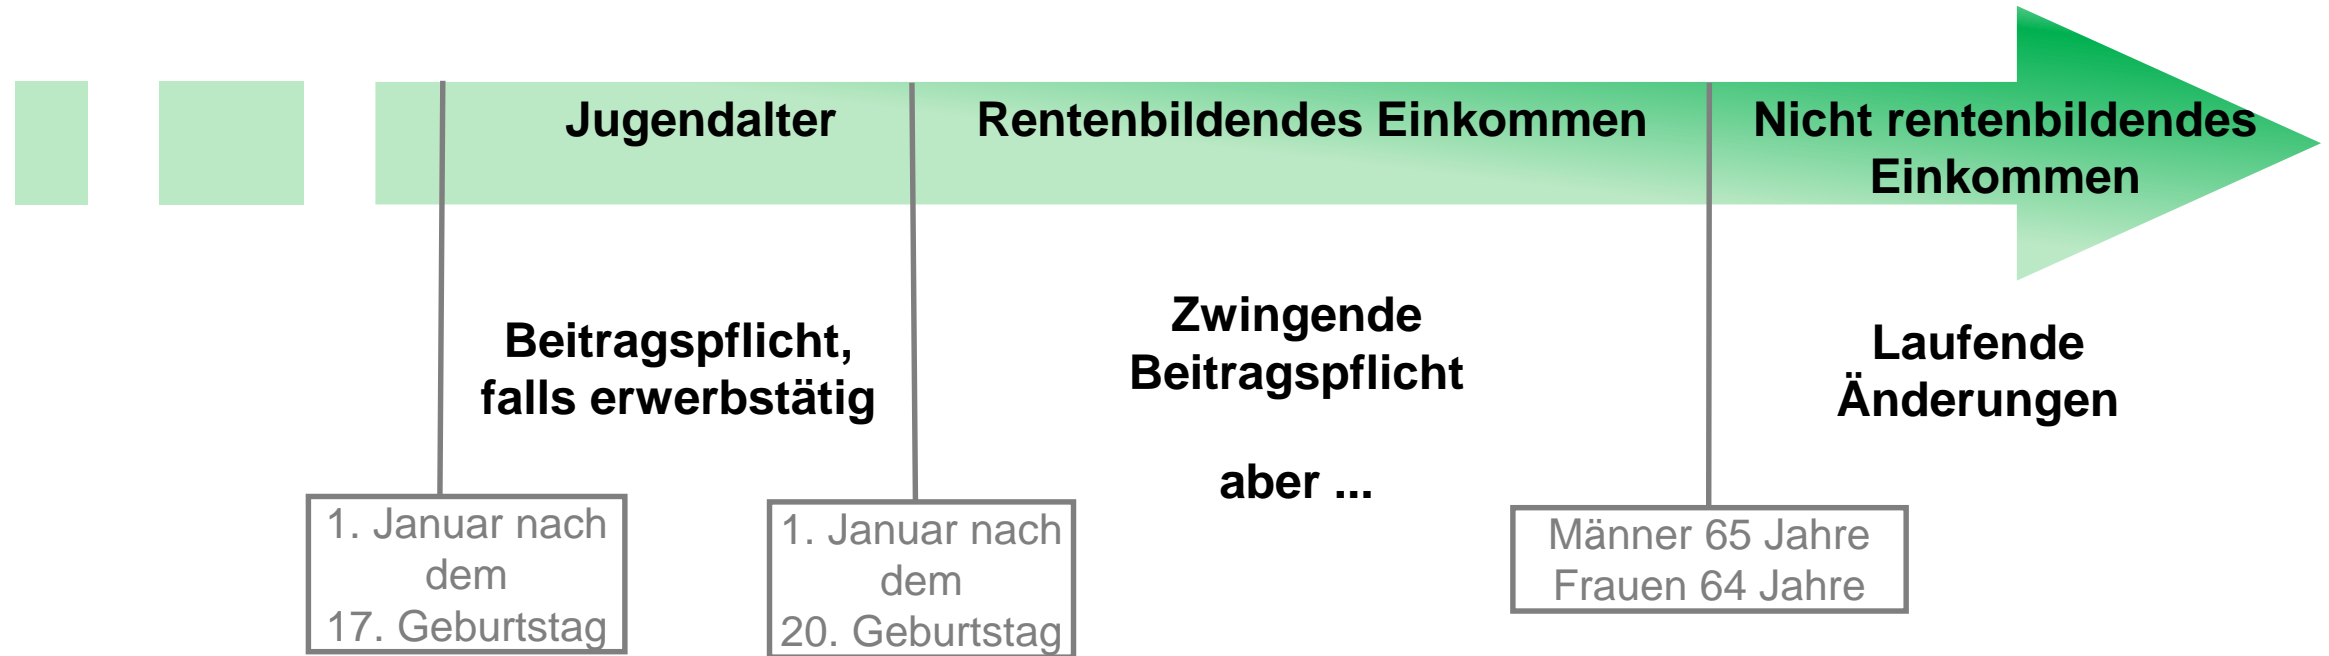 Jugendalter
Rentenbildendes Einkommen
Nicht rentenbildendes
Einkommen
Beitragspflicht,
falls erwerbstätig
Zwingende
Beitragspflicht
aber ...
Laufende
Änderungen
1. Januar nach
dem
17. Geburtstag
1. Januar nach
dem
20. Geburtstag
Männer 65 Jahre
Frauen 64 Jahre